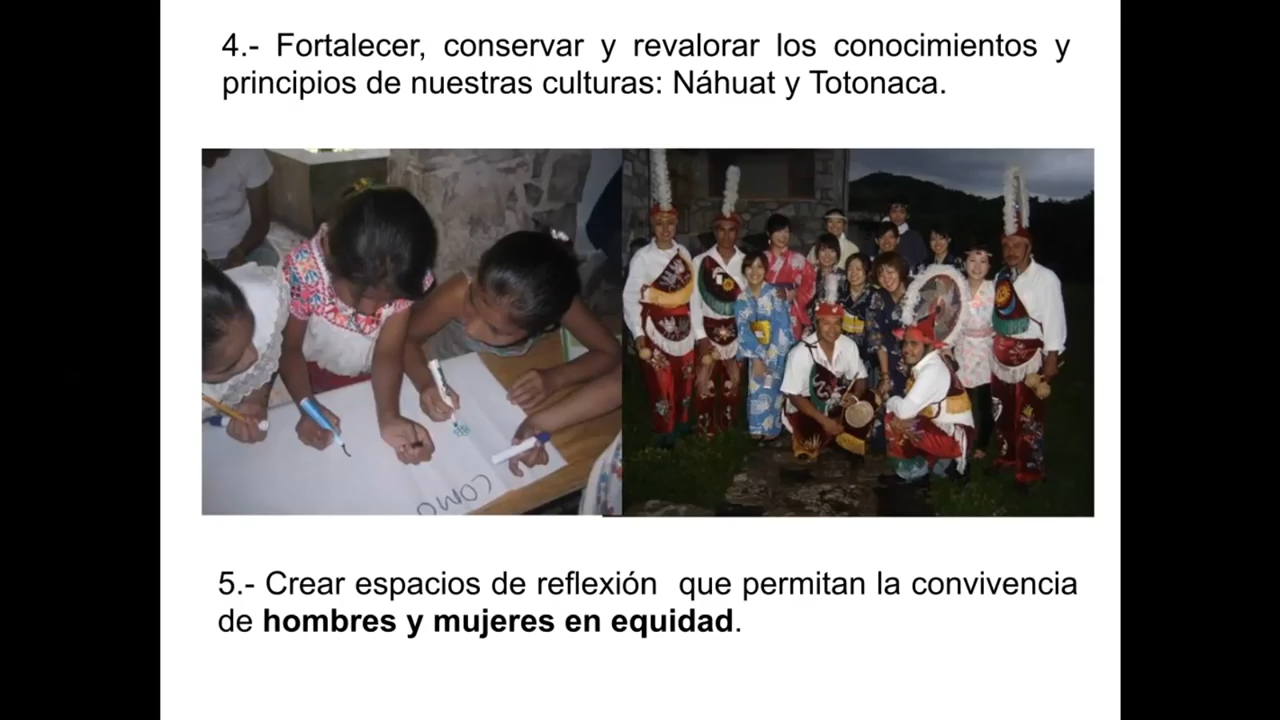 4.- Fortalecer, conservar y revalorar los conocimientos y
principios de nuestras culturas: Náhuat y Totonaca.
COMO
5.- Crear espacios de reflexión  que permitan la convivencia
de hombres y mujeres en equidad.